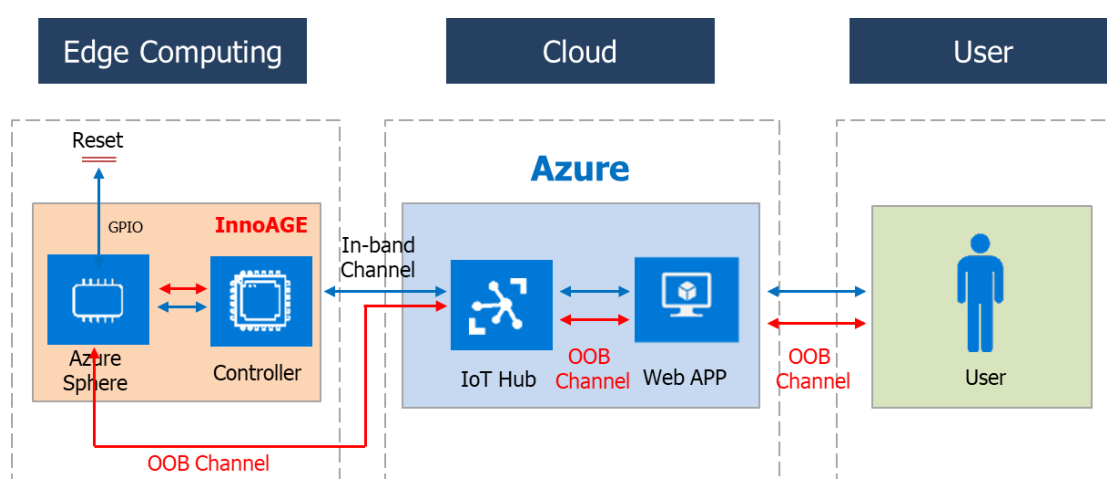 Edge Computing
Cloud
User
Reset
GPIO
InnoAGE
Azure
Sphere
Controller
In-band
Channel
OOB Channel
Azure
IoT Hub
OOB
Channel
Web APP
OOB
Channel
User